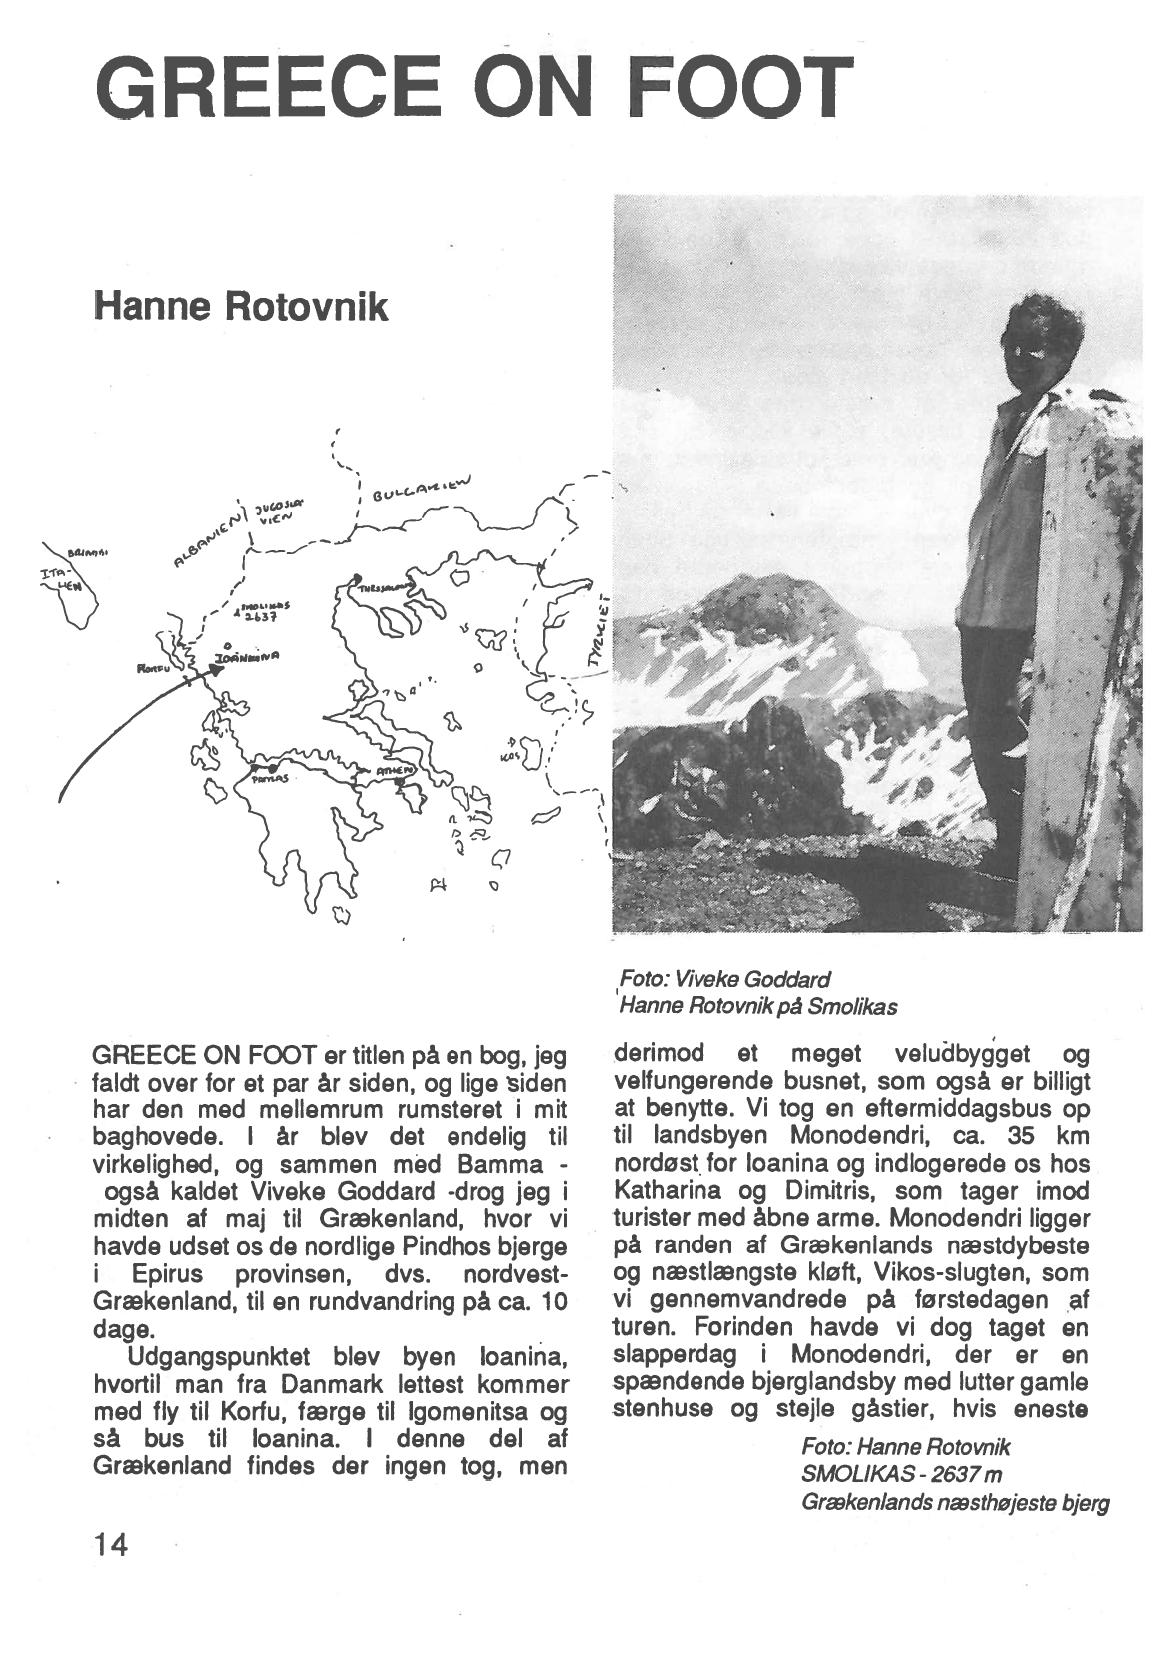 GREECE ON FOOT
Hanne Rotovnik
BULGARIEN
JUGOSLA
VIEN
ALBANIEN
BRINDISI
ITA-
LIEN
SMOLIKAS
2637
IOANNINA
KORFU
TYRKIET
KOS
ATHEN
PATRAS
Foto: Viveke Goddard
Hanne Rotovnik på Smolikas
GREECE ON FOOT er titlen på en bog, jeg
faldt over for et par år siden, og lige siden
har den med mellemrum rumsteret i mit
baghovede. I år blev det endelig til
virkelighed, og sammen med Bamma -
også kaldet Viveke Goddard -drog jeg i
midten af maj til Grækenland, hvor vi
havde udset os de nordlige Pindhos bjerge
i Epirus provinsen, dvs. nordvest-
Grækenland, til en rundvandring på ca. 10
dage.
Udgangspunktet blev byen Ioanina,
hvortil man fra Danmark lettest kommer
med fly til Korfu, færge til Igomenitsa og
så bus til Ioanina. I denne del af
Grækenland findes der ingen tog, men
derimod et meget veludbygget og
velfungerende busnet, som også er billigt
at benytte. Vi tog en eftermiddagsbus op
til landsbyen Monodendri, ca. 35 km
nordøst for Ioanina og indlogerede os hos
Katharina og Dimitris, som tager imod
turister med åbne arme. Monodendri ligger
på randen af Grækenlands næstdybeste
og næstlængste kløft, Vikos-slugten, som
vi gennemvandrede på førstedagen af
turen. Forinden havde vi dog taget en
slapperdag i Monodendri, der er en
spændende bjerglandsby med lutter gamle
stenhuse og stejle gåstier, hvis eneste
Foto: Hanne Rotovnik
SMOLIKAS - 2637 m
Grækenlands næsthøjeste bjerg
14